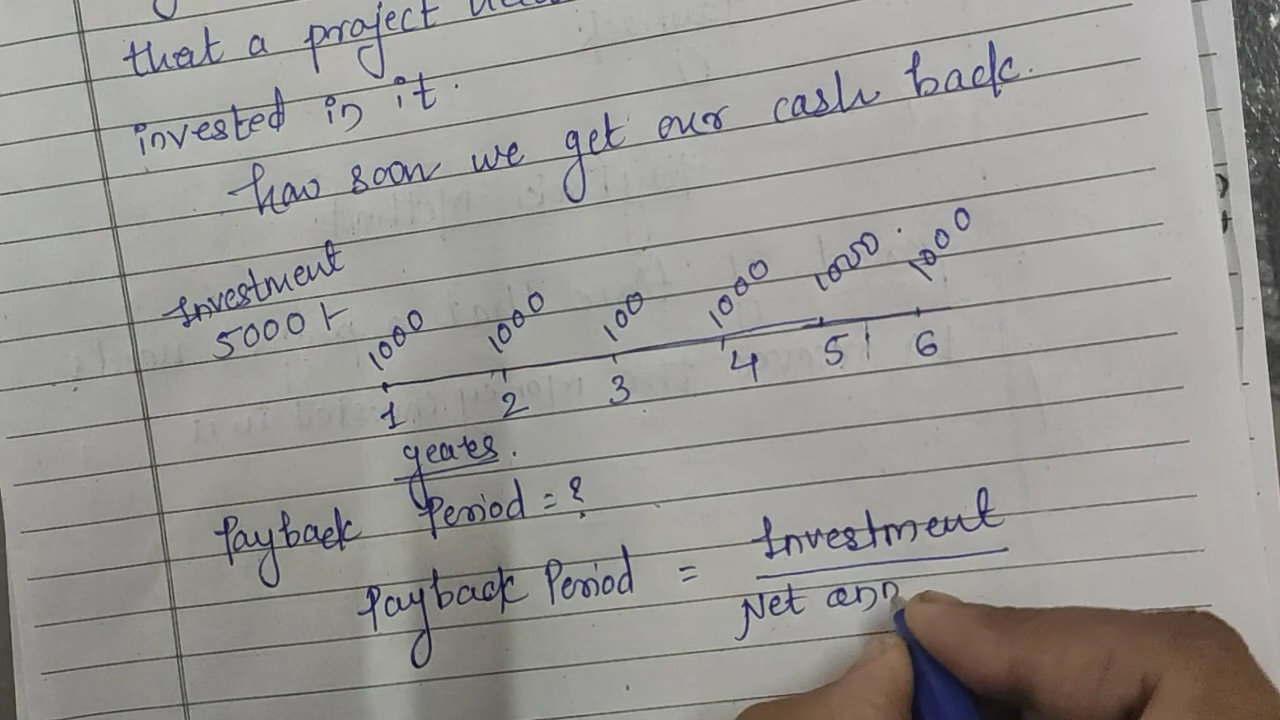 that a project
invested in it.
how soon we get our cash back.
Investment
5000
1000 1000 100 1000 1000. 1000
1 2 3 4 5 6
years.
Payback Period = ?
Payback Period = Investment
Net ann